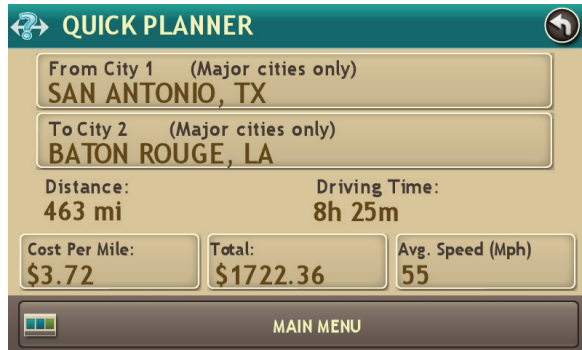 QUICK PLANNER
From City 1 (Major cities only)
SAN ANTONIO, TX
To City 2 (Major cities only)
BATON ROUGE, LA
Distance: Driving Time:
463 mi 8h 25m
Cost Per Mile: Total: Avg. Speed (Mph)
$3.72 $1722.36 55
MAIN MENU